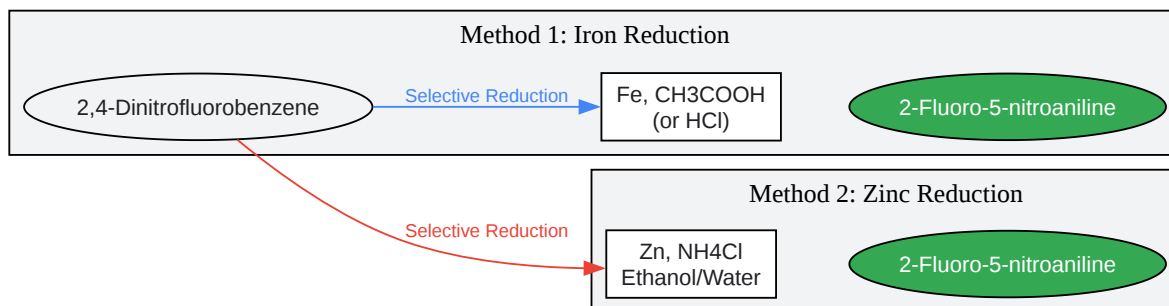 Method 1: Iron Reduction
2,4-Dinitrofluorobenzene
Selective Reduction
Fe, CH3COOH
(or HCl)
2-Fluoro-5-nitroaniline
Method 2: Zinc Reduction
Selective Reduction
Zn, NH4Cl
Ethanol/Water
2-Fluoro-5-nitroaniline